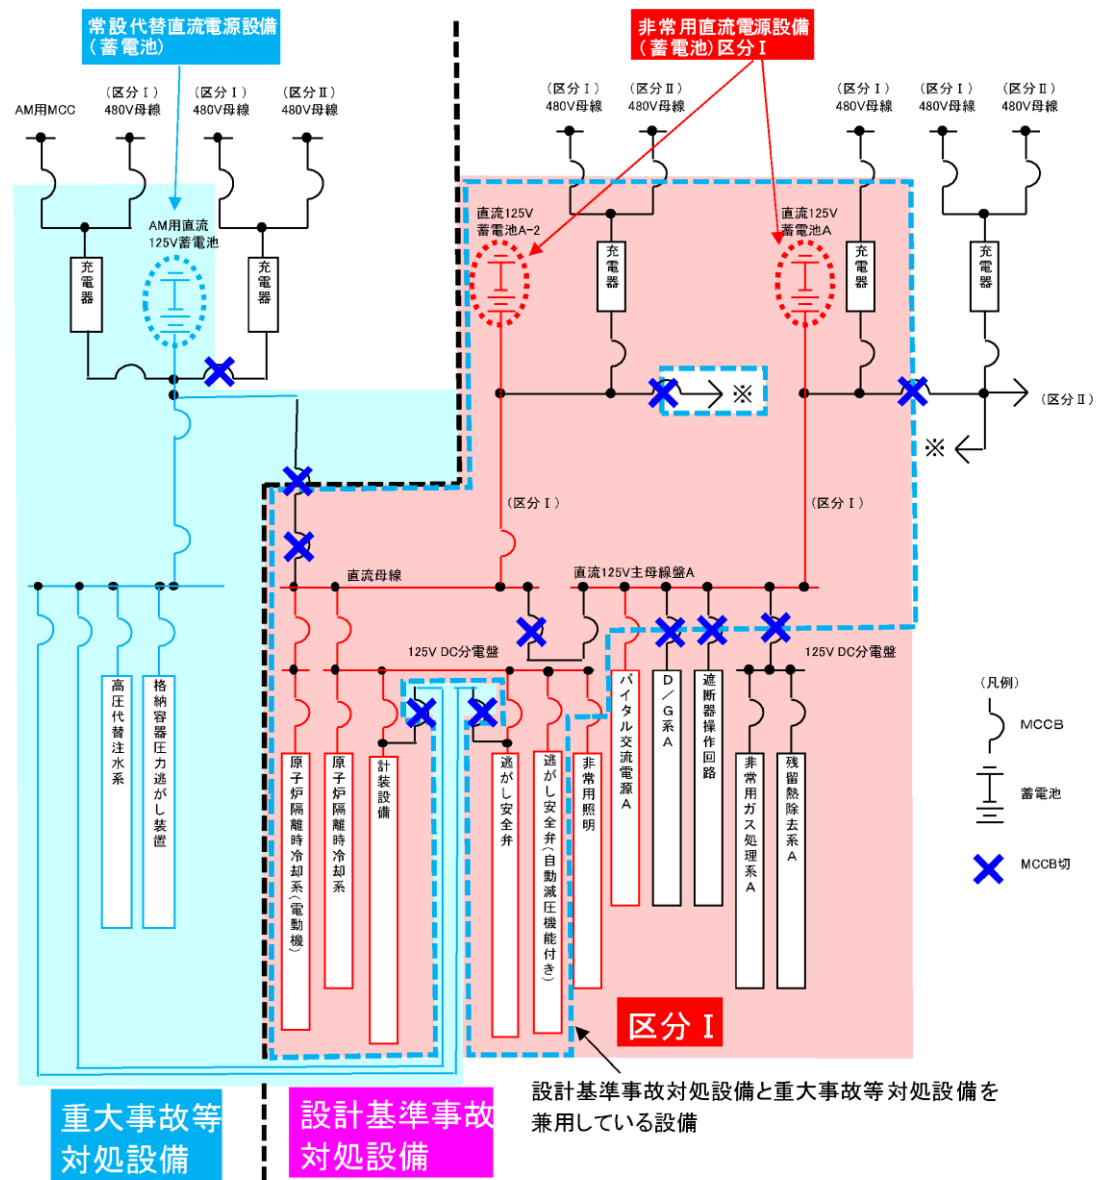 常設代替直流電源設備
(蓄電池)
非常用直流電源設備
(蓄電池)区分Ⅰ
AM用MCC
(区分Ⅰ)
480V母線
(区分Ⅰ)
480V母線
(区分Ⅱ)
480V母線
(区分Ⅰ)
480V母線
(区分Ⅱ)
480V母線
(区分Ⅰ)
480V母線
(区分Ⅰ)
480V母線
(区分Ⅱ)
480V母線
AM用直流
125V蓄電池
直流125V
蓄電池A-2
直流125V
蓄電池A
充電器
充電器
充電器
充電器
充電器
※
(区分Ⅱ)
※
(区分Ⅰ)
(区分Ⅰ)
直流母線
直流125V主母線盤A
125V DC分電盤
125V DC分電盤
高圧代替注水系
格納容器圧力逃がし装置
原子炉隔離時冷却系(電動機)
原子炉隔離時冷却系
計装設備
逃がし安全弁
逃がし安全弁(自動減圧機能付き)
非常用照明
バイタル交流電源A
D/G系A
遮断器操作回路
非常用ガス処理系A
残留熱除去系A
(凡例)
MCCB
蓄電池
MCCB切
区分Ⅰ
設計基準事故対処設備と重大事故等対処設備を
兼用している設備
重大事故等
対処設備
設計基準事故
対処設備